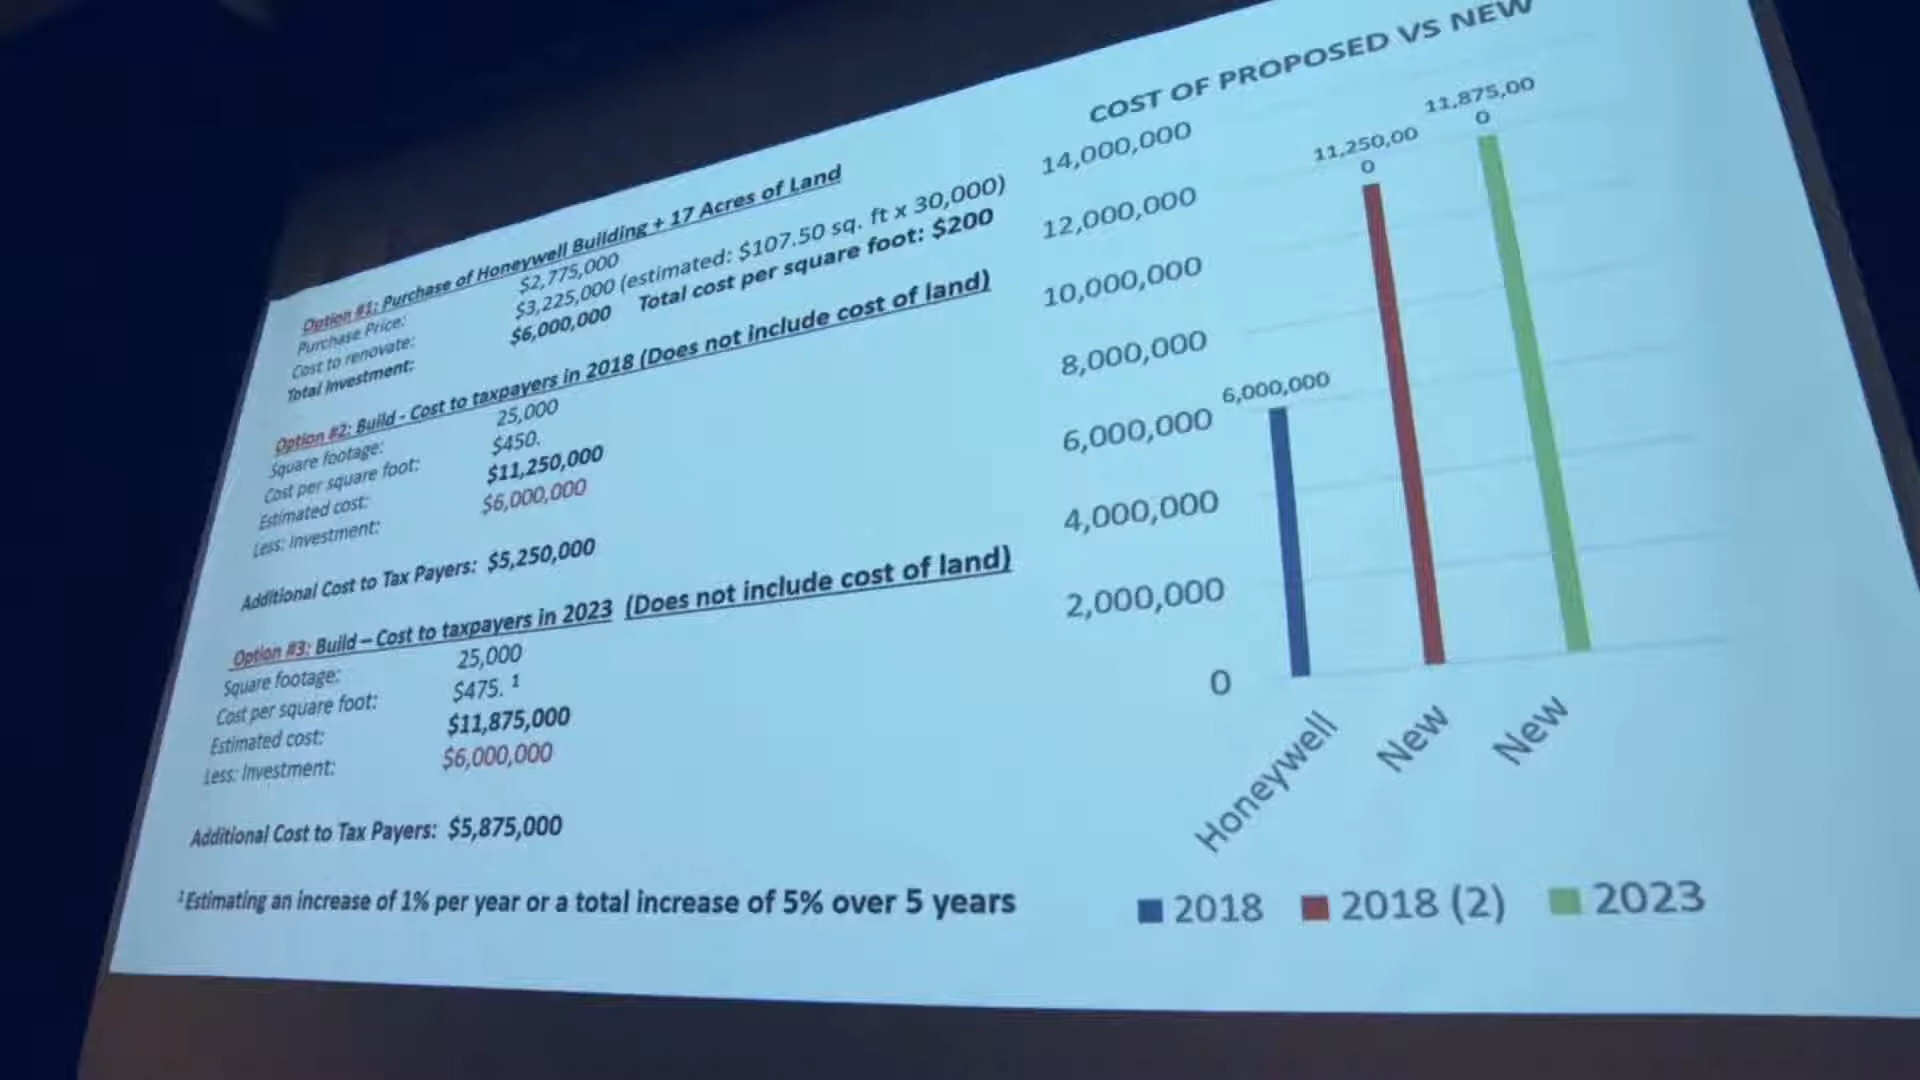 Option #1: Purchase of Honeywell Building + 17 Acres of Land
Purchase Price: $2,775,000
Cost to renovate: $3,225,000 (estimated: $107.50 sq. ft x 30,000)
Total Investment: $6,000,000 Total cost per square foot: $200
Option #2: Build - Cost to taxpayers in 2018 (Does not include cost of land)
Square footage: 25,000
Cost per square foot: $450.
Estimated cost: $11,250,000
Less: Investment: $6,000,000
Additional Cost to Tax Payers: $5,250,000
Option #3: Build – Cost to taxpayers in 2023 (Does not include cost of land)
Square footage: 25,000
Cost per square foot: $475. 1
Estimated cost: $11,875,000
Less: Investment: $6,000,000
Additional Cost to Tax Payers: $5,875,000
1 Estimating an increase of 1% per year or a total increase of 5% over 5 years
COST OF PROPOSED VS NEW
14,000,000
12,000,000
10,000,000
8,000,000
6,000,000
4,000,000
2,000,000
0
6,000,000
11,250,00
0
11,875,00
0
Honeywell
New
New
2018
2018 (2)
2023